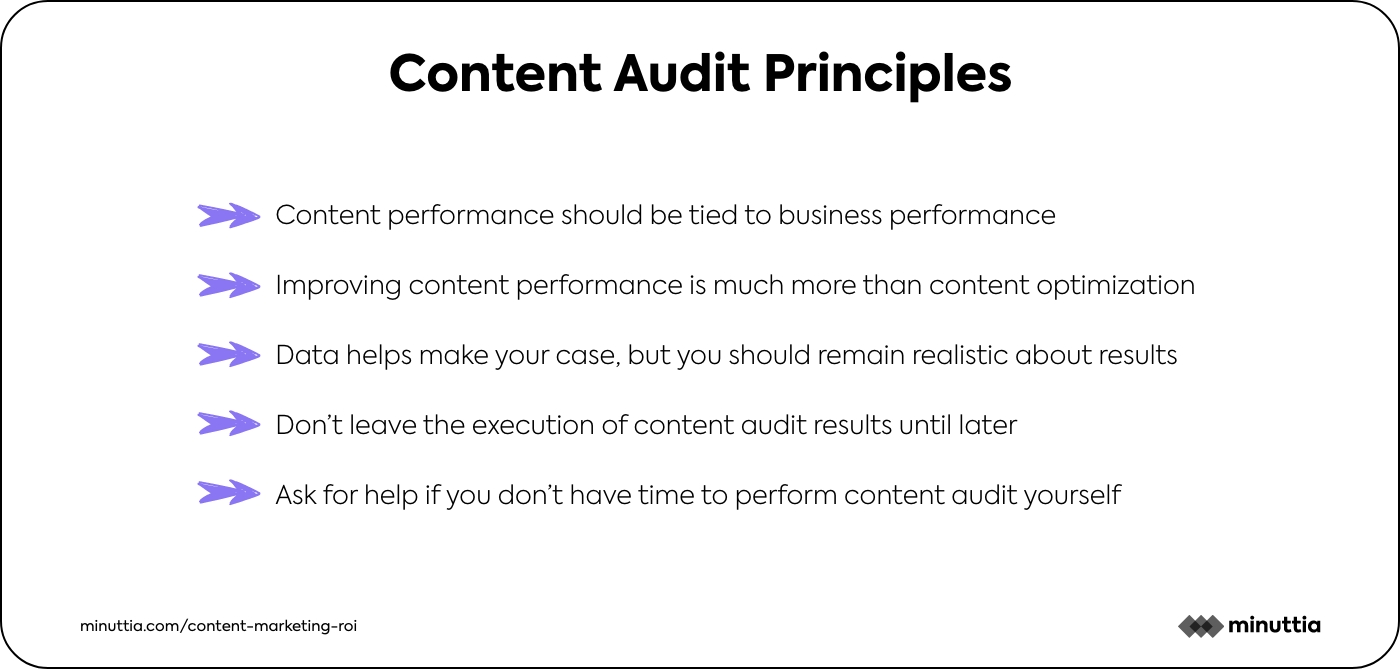 Content Audit Principles
Content performance should be tied to business performance
Improving content performance is much more than content optimization
Data helps make your case, but you should remain realistic about results
Don’t leave the execution of content audit results until later
Ask for help if you don’t have time to perform content audit yourself
minuttia.com/content-marketing-roi
minuttia